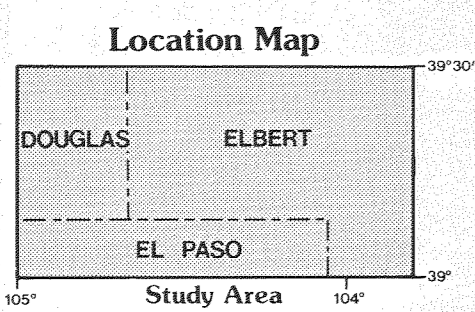 Location Map
39°30'
DOUGLAS ELBERT
EL PASO
39°
105° Study Area 104°